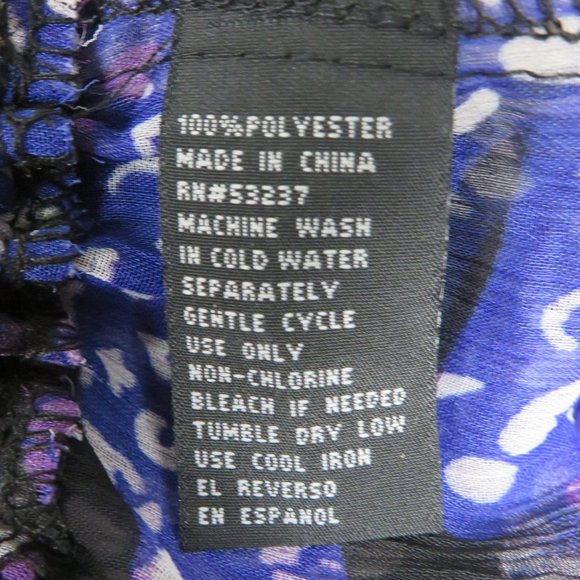 100%POLYESTER
MADE IN CHINA
RN#53237
MACHINE WASH
IN COLD WATER
SEPARATELY
GENTLE CYCLE
USE ONLY
NON-CHLORINE
BLEACH IF NEEDED
TUMBLE DRY LOW
USE COOL IRON
EL REVERSO
EN ESPANOL